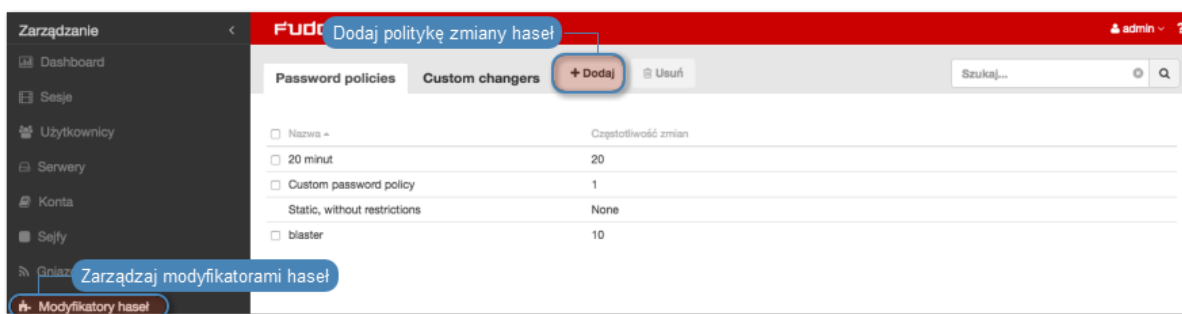 Zarządzanie
Dodaj politykę zmiany haseł
admin
?
Dashboard
Password policies
Custom changers
+ Dodaj
Usuń
Szukaj...
Sesje
Użytkownicy
Nazwa
Częstotliwość zmian
20 minut
20
Serwery
Custom password policy
1
Konta
Static, without restrictions
None
Sejfy
blaster
10
Zarządzaj modyfikatorami haseł
Modyfikatory haseł